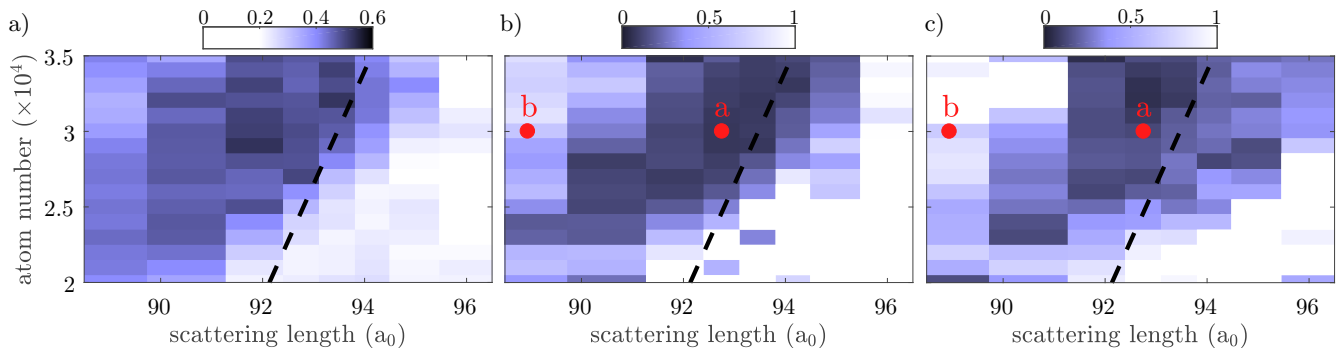 a)
0 0.2 0.4 0.6
b)
0 0.5 1
c)
0 0.5 1
atom number (×10⁴)
3.5
3
2.5
2
b
a
b
a
90 92 94 96
90 92 94 96
90 92 94 96
scattering length (a₀)
scattering length (a₀)
scattering length (a₀)